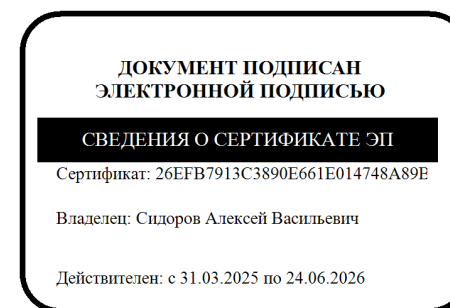 ДОКУМЕНТ ПОДПИСАН
ЭЛЕКТРОННОЙ ПОДПИСЬЮ
СВЕДЕНИЯ О СЕРТИФИКАТЕ ЭП
Сертификат: 26EFB7913C3890E661E014748A89E
Владелец: Сидоров Алексей Васильевич
Действителен: с 31.03.2025 по 24.06.2026